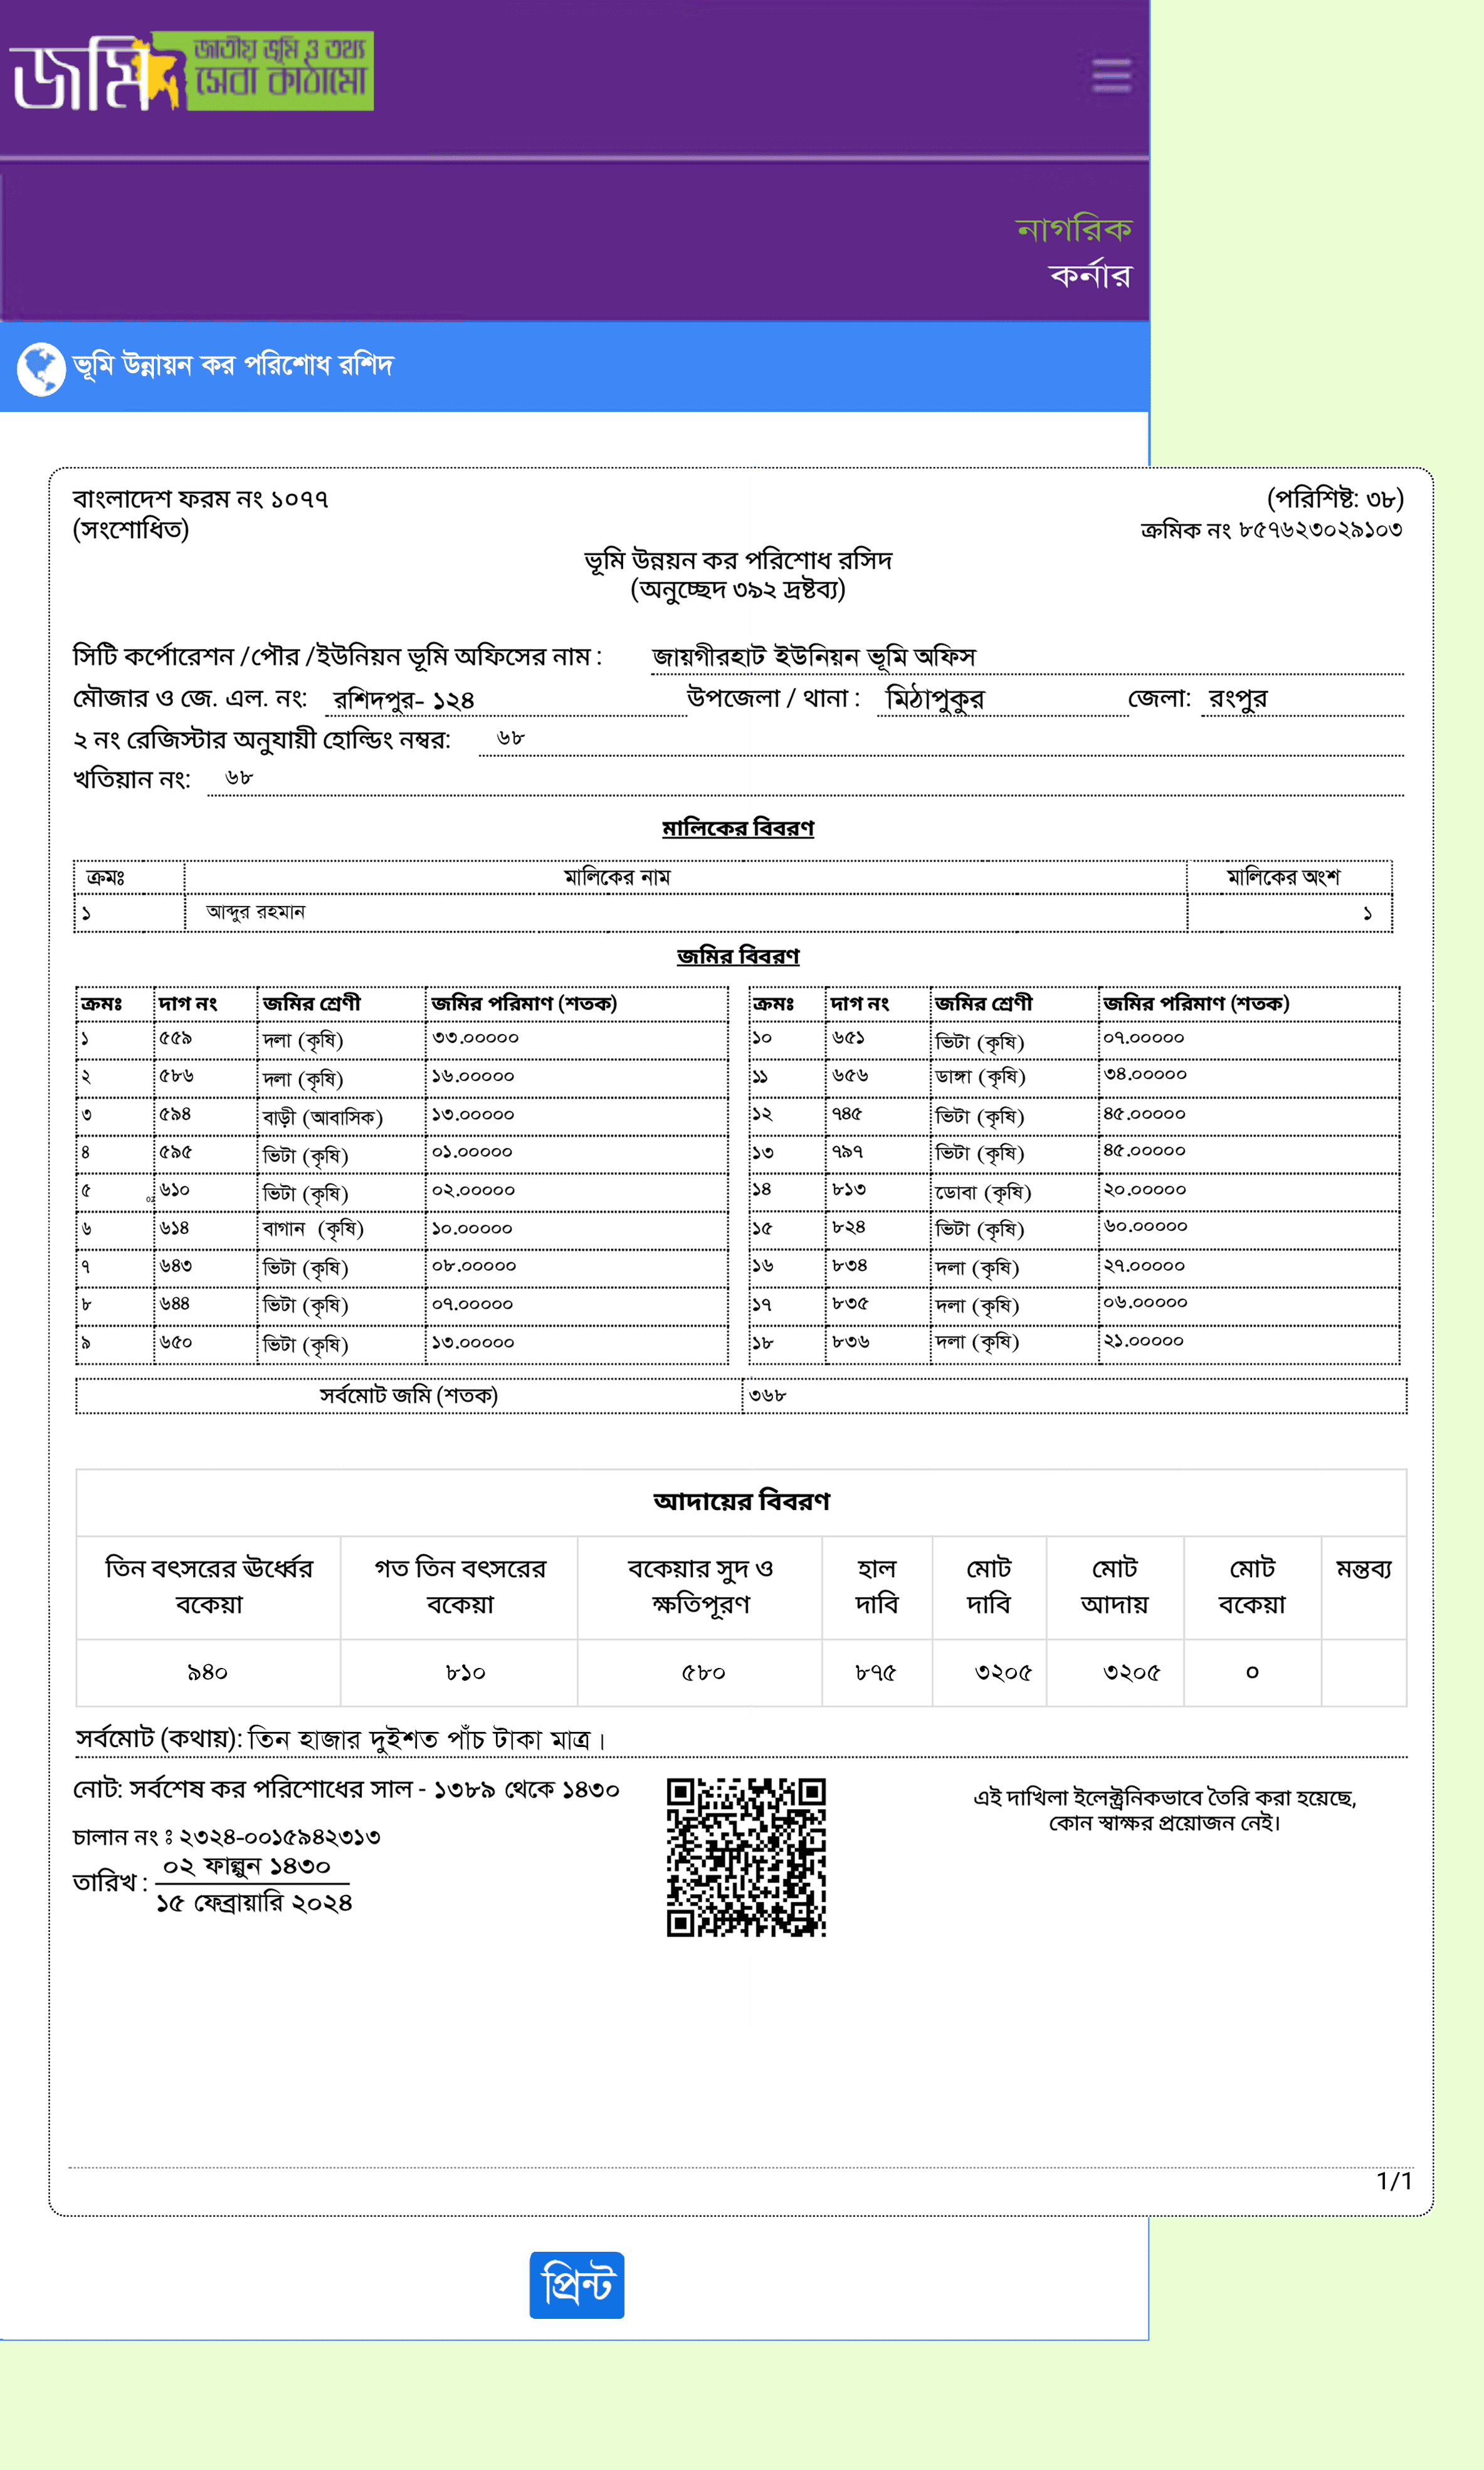 জমি জাতীয় ভূমি ও তথ্য
সেবা কাঠামো
নাগরিক
কর্নার
ভূমি উন্নায়ন কর পরিশোধ রশিদ
বাংলাদেশ ফরম নং ১০৭৭ (পরিশিষ্ট: ৩৮)
(সংশোধিত) ক্রমিক নং ৮৫৭৬২৩০২৯১০৩
ভূমি উন্নয়ন কর পরিশোধ রসিদ
(অনুচ্ছেদ ৩৯২ দ্রষ্টব্য)
সিটি কর্পোরেশন /পৌর /ইউনিয়ন ভূমি অফিসের নাম : জায়গীরহাট ইউনিয়ন ভূমি অফিস
মৌজার ও জে. এল. নং: রশিদপুর- ১২৪ উপজেলা / থানা : মিঠাপুকুর জেলা: রংপুর
২ নং রেজিস্টার অনুযায়ী হোল্ডিং নম্বর: ৬৮
খতিয়ান নং: ৬৮
মালিকের বিবরণ
ক্রমঃ মালিকের নাম মালিকের অংশ
১ আব্দুর রহমান ১
জমির বিবরণ
ক্রমঃ দাগ নং জমির শ্রেণী জমির পরিমাণ (শতক) ক্রমঃ দাগ নং জমির শ্রেণী জমির পরিমাণ (শতক)
১ ৫৫৯ দলা (কৃষি) ৩৩.০০০০০ ১০ ৬৫১ ভিটা (কৃষি) ০৭.০০০০০
২ ৫৮৬ দলা (কৃষি) ১৬.০০০০০ ১১ ৬৫৬ ডাঙ্গা (কৃষি) ৩৪.০০০০০
৩ ৫৯৪ বাড়ী (আবাসিক) ১৩.০০০০০ ১২ ৭৪৫ ভিটা (কৃষি) ৪৫.০০০০০
৪ ৫৯৫ ভিটা (কৃষি) ০১.০০০০০ ১৩ ৭৯৭ ভিটা (কৃষি) ৪৫.০০০০০
৫ ৬১০ ভিটা (কৃষি) ০২.০০০০০ ১৪ ৮১৩ ডোবা (কৃষি) ২০.০০০০০
৬ ৬১৪ বাগান (কৃষি) ১০.০০০০০ ১৫ ৮২৪ ভিটা (কৃষি) ৬০.০০০০০
৭ ৬৪৩ ভিটা (কৃষি) ০৮.০০০০০ ১৬ ৮৩৪ দলা (কৃষি) ২৭.০০০০০
৮ ৬৪৪ ভিটা (কৃষি) ০৭.০০০০০ ১৭ ৮৩৫ দলা (কৃষি) ০৬.০০০০০
৯ ৬৫০ ভিটা (কৃষি) ১৩.০০০০০ ১৮ ৮৩৬ দলা (কৃষি) ২১.০০০০০
সর্বমোট জমি (শতক) ৩৬৮
আদায়ের বিবরণ
তিন বৎসরের ঊর্ধ্বের গত তিন বৎসরের বকেয়ার সুদ ও হাল মোট মোট মোট মন্তব্য
বকেয়া বকেয়া ক্ষতিপূরণ দাবি দাবি আদায় বকেয়া
৯৪০ ৮১০ ৫৮০ ৮৭৫ ৩২০৫ ৩২০৫ ০
সর্বমোট (কথায়): তিন হাজার দুইশত পাঁচ টাকা মাত্র ।
নোট: সর্বশেষ কর পরিশোধের সাল - ১৩৮৯ থেকে ১৪৩০
এই দাখিলা ইলেক্ট্রনিকভাবে তৈরি করা হয়েছে,
কোন স্বাক্ষর প্রয়োজন নেই।
চালান নং ঃ ২৩২৪-০০১৫৯৪২৩১৩
০২ ফাল্গুন ১৪৩০
তারিখ :
১৫ ফেব্রায়ারি ২০২৪
1/1
প্রিন্ট